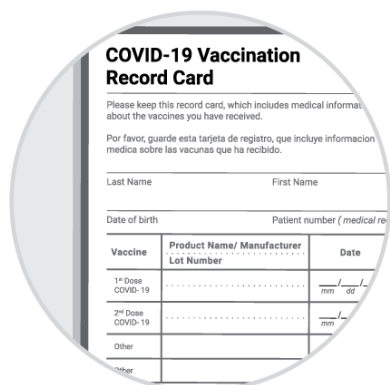 COVID-19 Vaccination
Record Card
Please keep this record card, which includes medical
about the vaccines you have received.
Por favor, guarde esta tarjeta de registro, que incluye informacion
medica sobre las vacunas que ha recibido.
Last Name First Name
Date of birth Patient number ( medical
Vaccine Product Name/ Manufacturer Date
Lot Number
1st Dose
COVID- 19 ___/___/
mm dd
2nd Dose
COVID- 19 ___/
mm
Other
Other